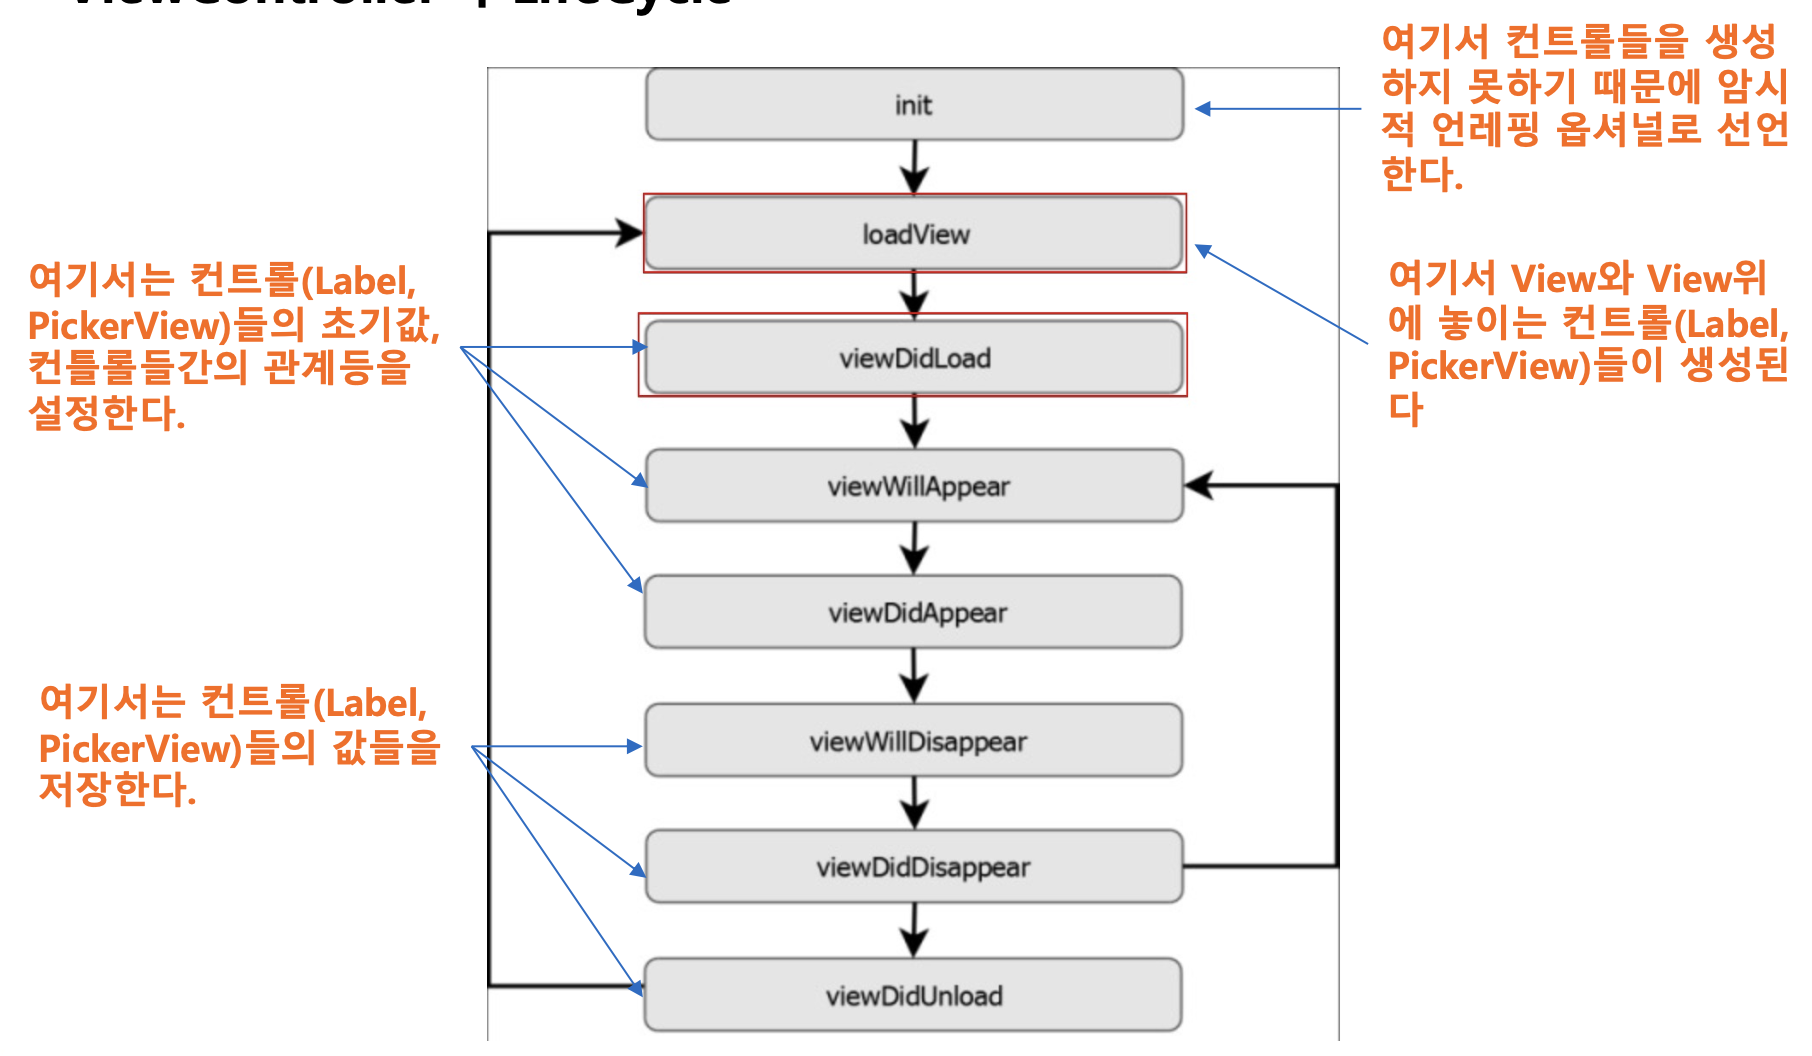 ViewController
LifeCycle
여기서 컨트롤들을 생성
하지 못하기 때문에 암시
적 언레핑 옵셔널로 선언
한다.
init
loadView
여기서 View와 View위
에 놓이는 컨트롤(Label,
PickerView)들이 생성된
다
여기서는 컨트롤(Label,
PickerView)들의 초기값,
컨틀롤들간의 관계등을
설정한다.
viewDidLoad
viewWillAppear
viewDidAppear
여기서는 컨트롤(Label,
PickerView)들의 값들을
저장한다.
viewWillDisappear
viewDidDisappear
viewDidUnload